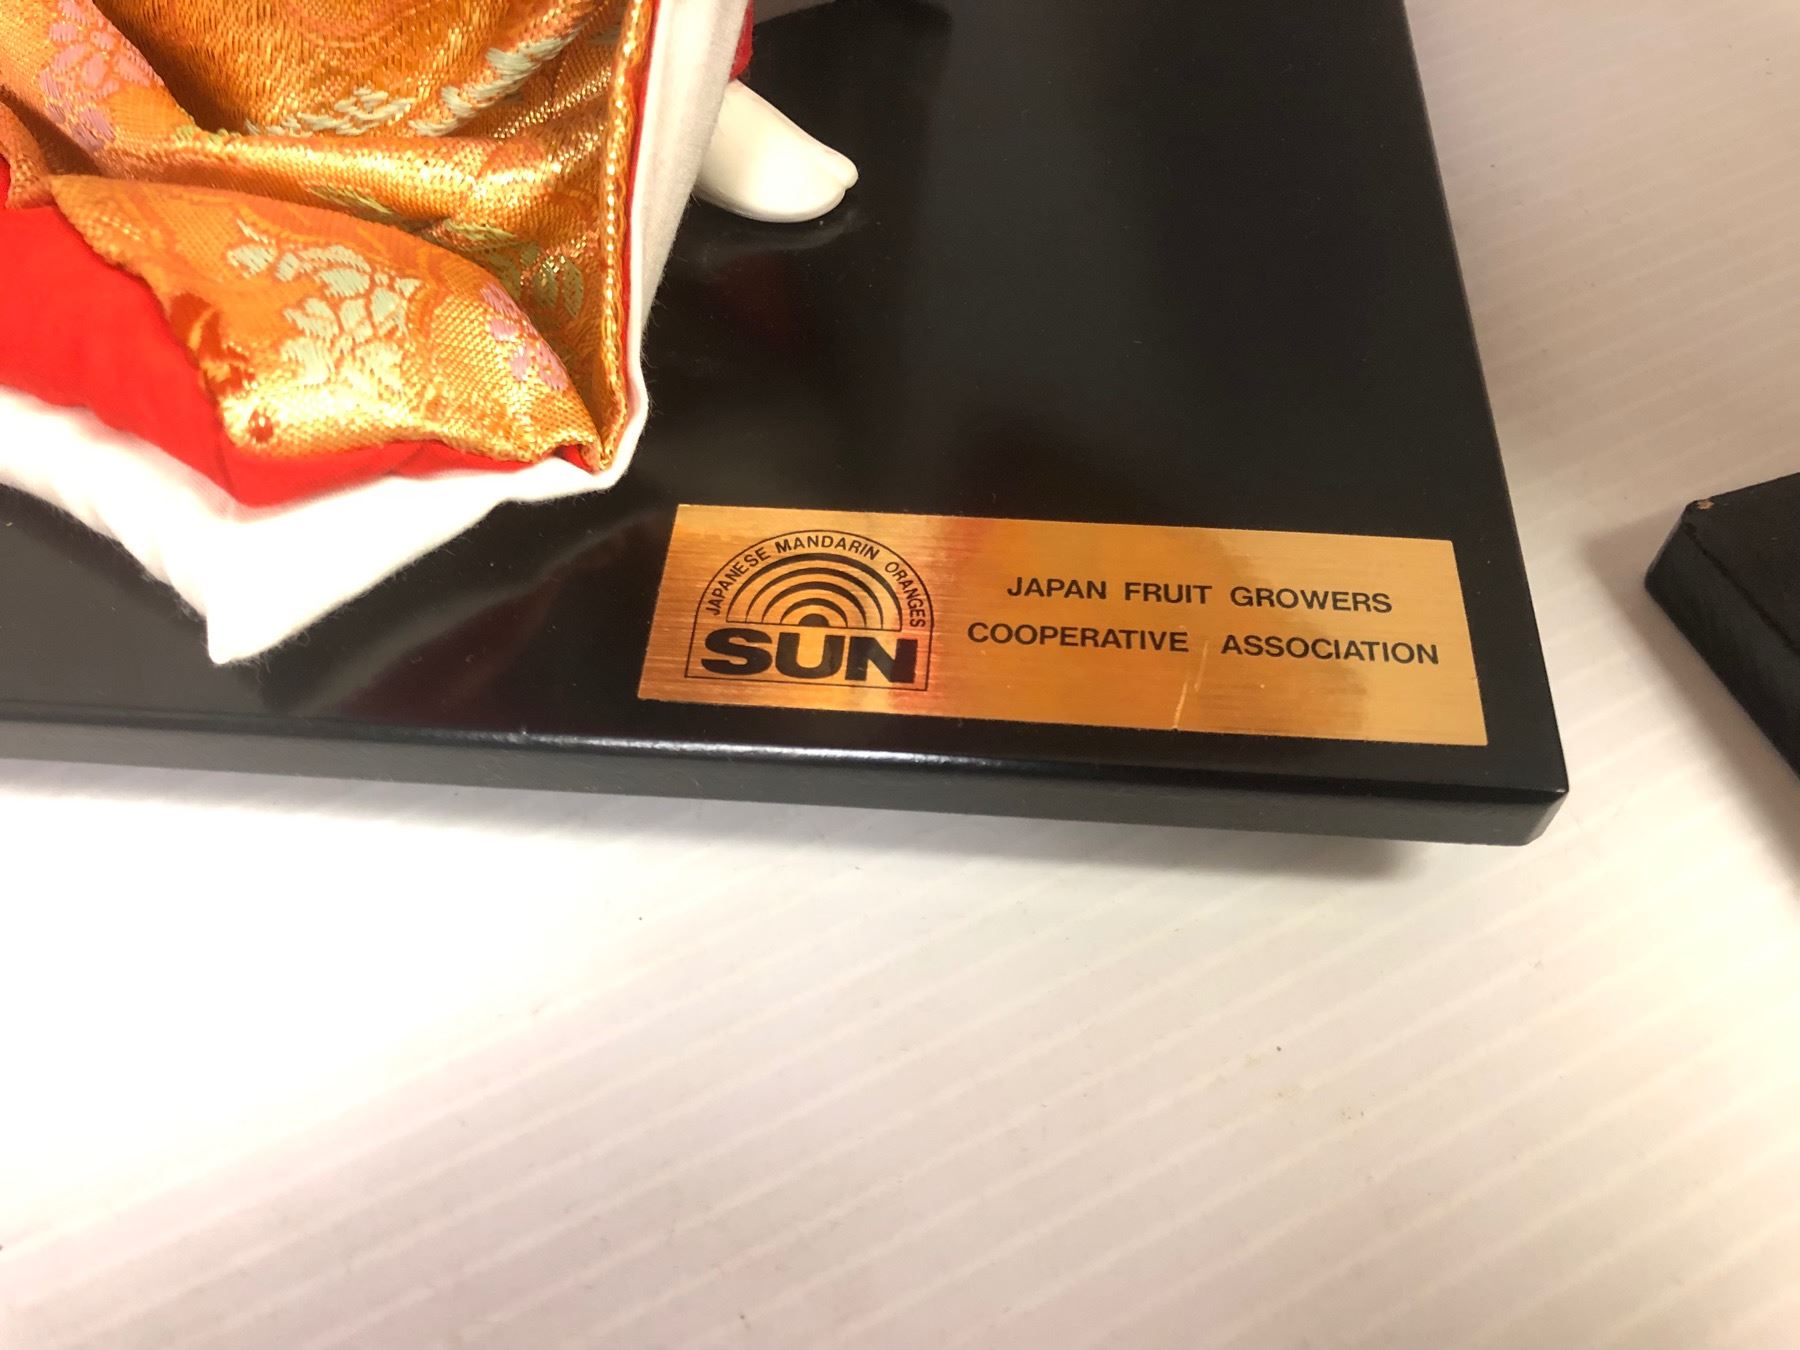 JAPANESE MANDARIN ORANGES
SUN
JAPAN FRUIT GROWERS
COOPERATIVE ASSOCIATION